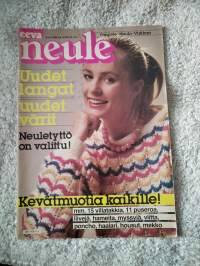 eeva
neule
Uudet
langat
uudet
värit
Neuletyttö
on valittu!
Kevätmuotia kaikille!
mm. 15 villatakkia, 11 puseroa,
liivejä, hameita, myssyjä, viitta,
poncho, haalari, housut, mekko